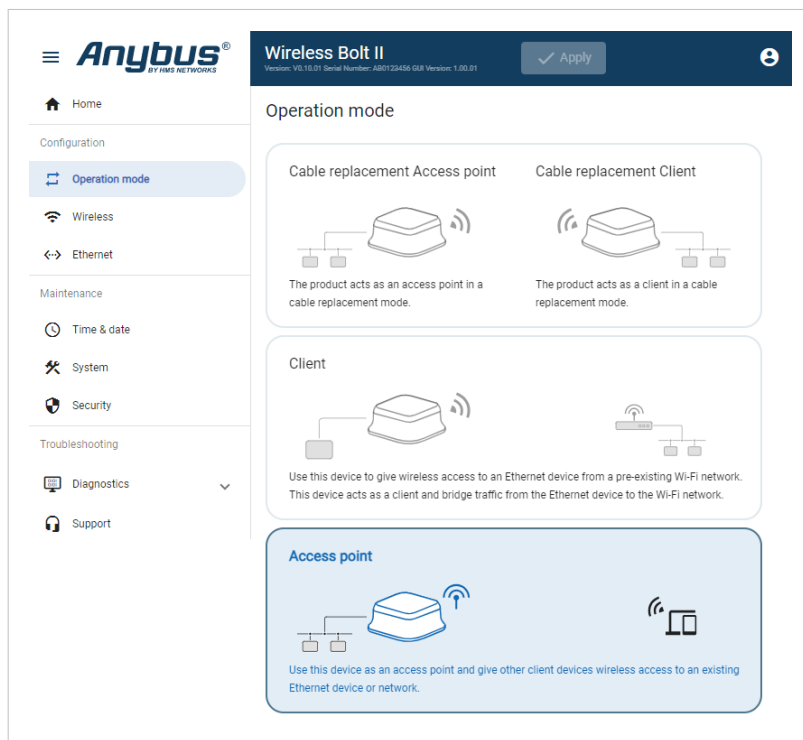 Anybus®
BY HMS NETWORKS
Wireless Bolt II
Version: V0.10.01 Serial Number: AB0123456 GUI Version: 1.00.01
Apply
Home
Configuration
Operation mode
Wireless
Ethernet
Maintenance
Time & date
System
Security
Troubleshooting
Diagnostics
Support
Operation mode
Cable replacement Access point
The product acts as an access point in a
cable replacement mode.
Cable replacement Client
The product acts as a client in a cable
replacement mode.
Client
Use this device to give wireless access to an Ethernet device from a pre-existing Wi-Fi network.
This device acts as a client and bridge traffic from the Ethernet device to the Wi-Fi network.
Access point
Use this device as an access point and give other client devices wireless access to an existing
Ethernet device or network.